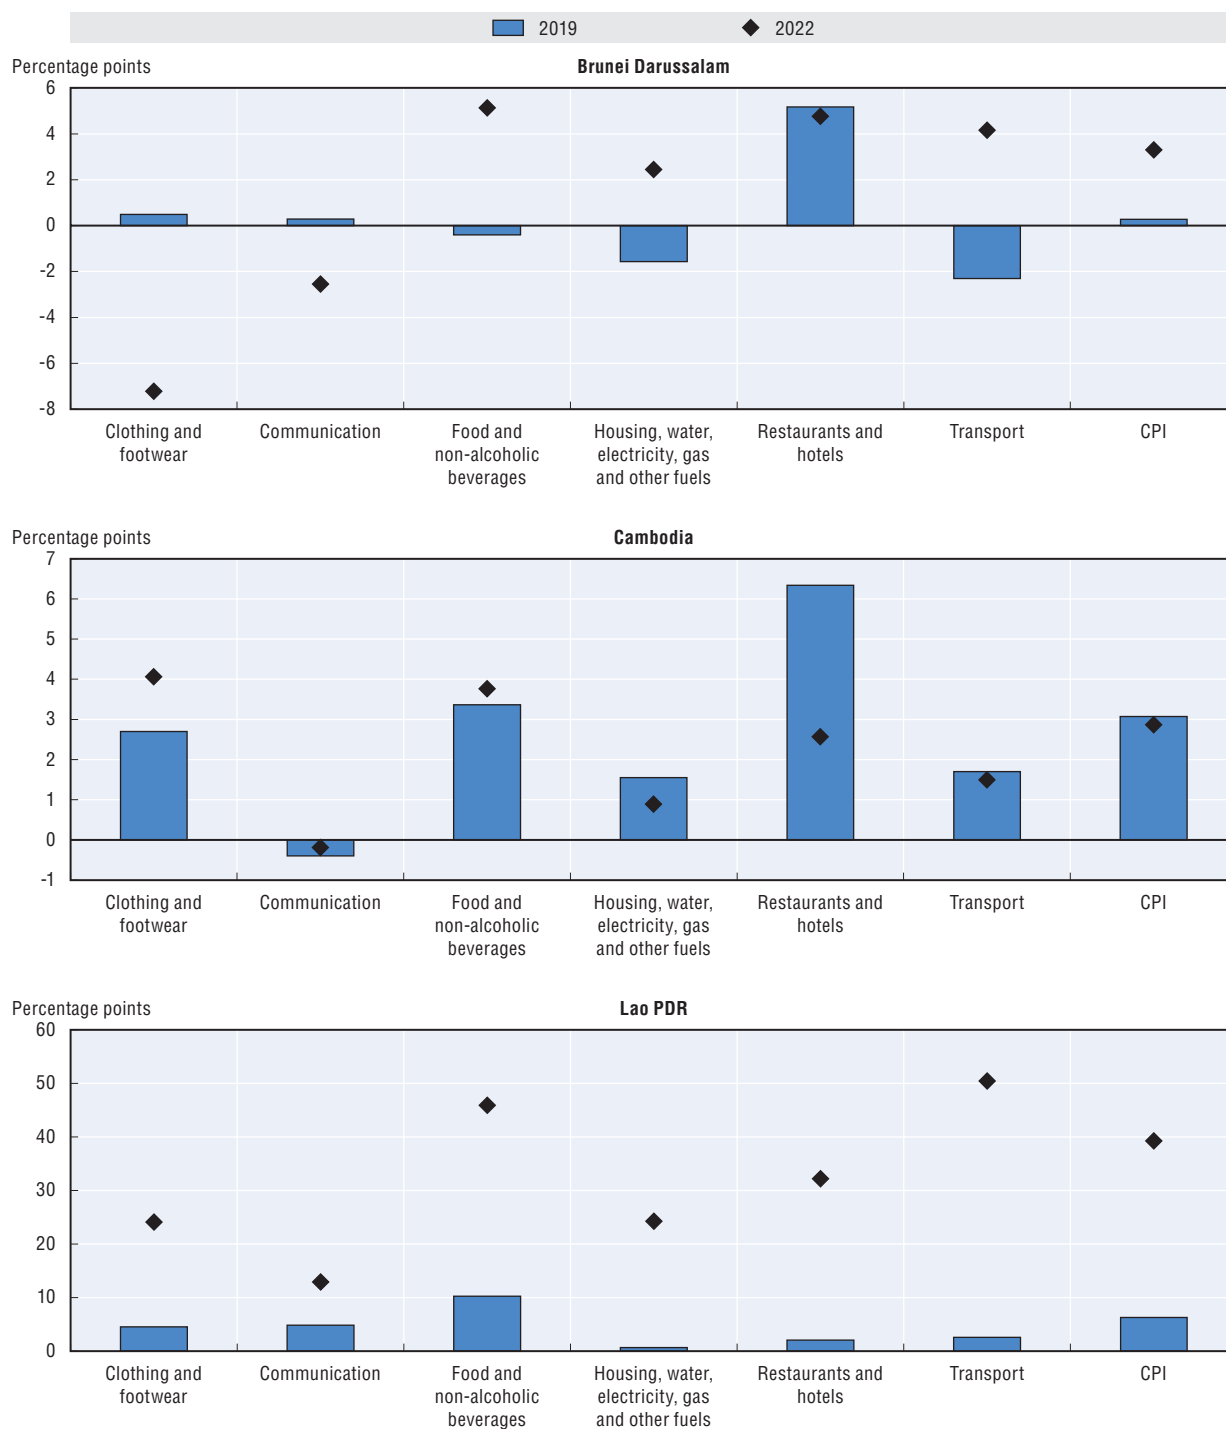 2019 2022
Percentage points Brunei Darussalam
6
4
2
0
-2
-4
-6
-8
Clothing and Communication Food and Housing, water, Restaurants and Transport CPI
footwear non-alcoholic electricity, gas hotels
beverages and other fuels
Percentage points Cambodia
7
6
5
4
3
2
1
0
-1
Clothing and Communication Food and Housing, water, Restaurants and Transport CPI
footwear non-alcoholic electricity, gas hotels
beverages and other fuels
Percentage points Lao PDR
60
50
40
30
20
10
0
Clothing and Communication Food and Housing, water, Restaurants and Transport CPI
footwear non-alcoholic electricity, gas hotels
beverages and other fuels